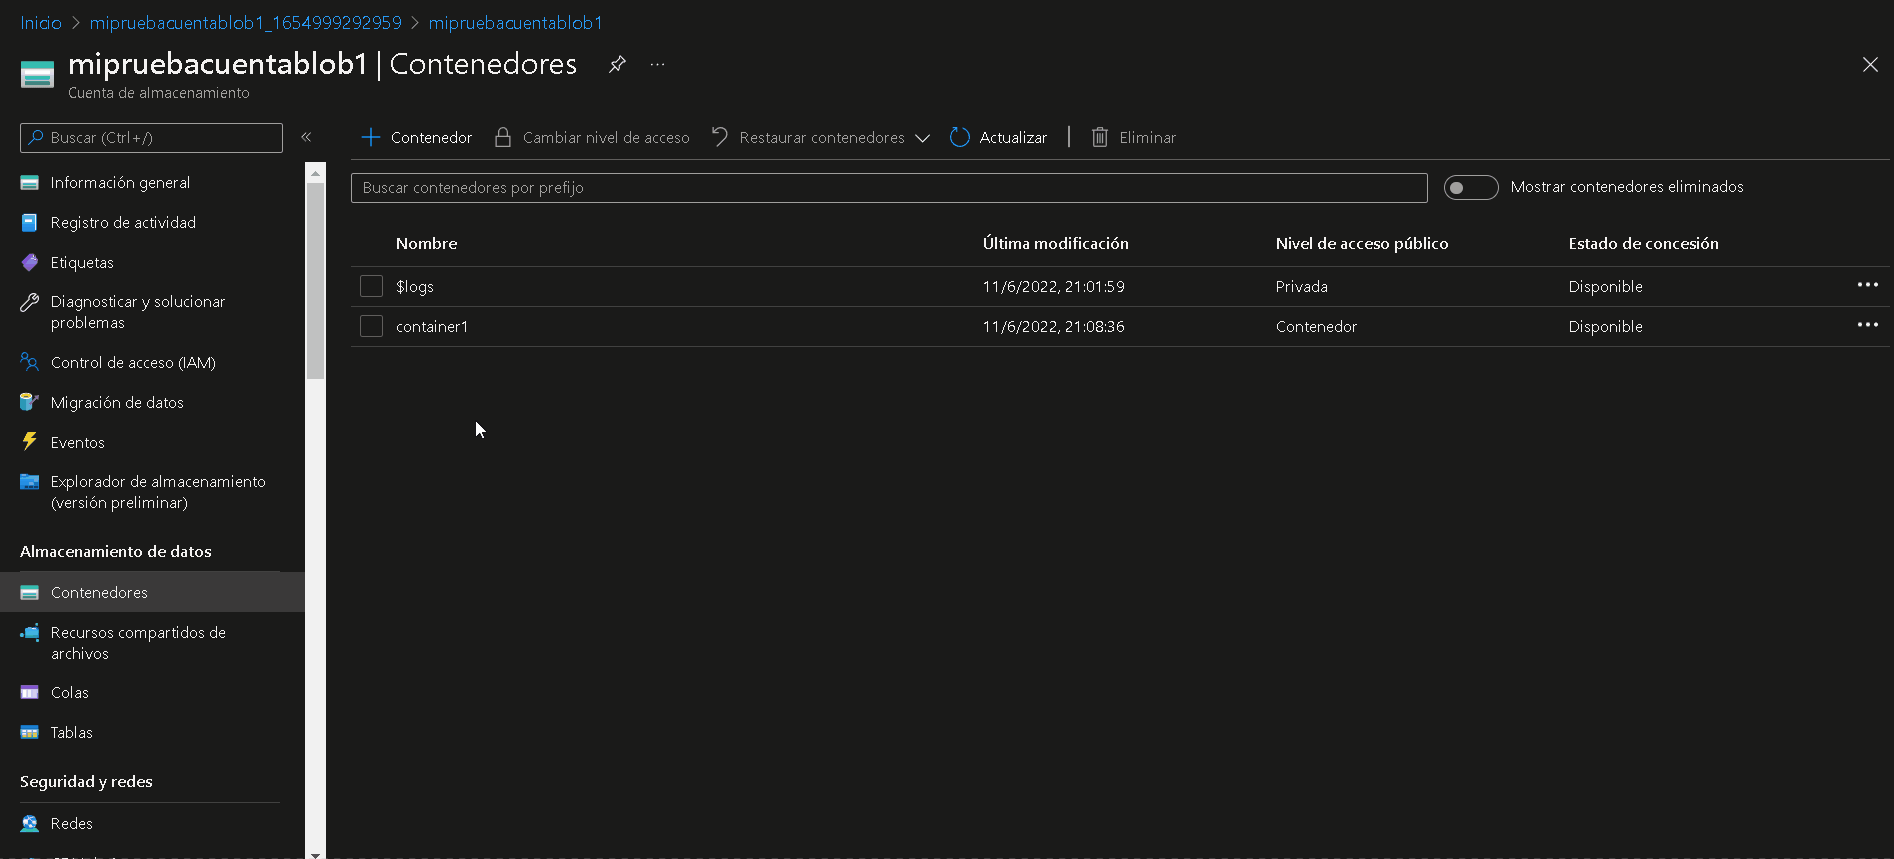 Inicio > mipruebacuentablob1_1654999292959 > mipruebacuentablob1
mipruebacuentablob1 | Contenedores
Cuenta de almacenamiento
Buscar (Ctrl+/)
Información general
Registro de actividad
Etiquetas
Diagnosticar y solucionar
problemas
Control de acceso (IAM)
Migración de datos
Eventos
Explorador de almacenamiento
(versión preliminar)
Almacenamiento de datos
Contenedores
Recursos compartidos de
archivos
Colas
Tablas
Seguridad y redes
Redes
Contenedor Cambiar nivel de acceso Restaurar contenedores Actualizar | Eliminar
Buscar contenedores por prefijo Mostrar contenedores eliminados
Nombre Última modificación Nivel de acceso público Estado de concesión
$logs 11/6/2022, 21:01:59 Privada Disponible
container1 11/6/2022, 21:08:36 Contenedor Disponible